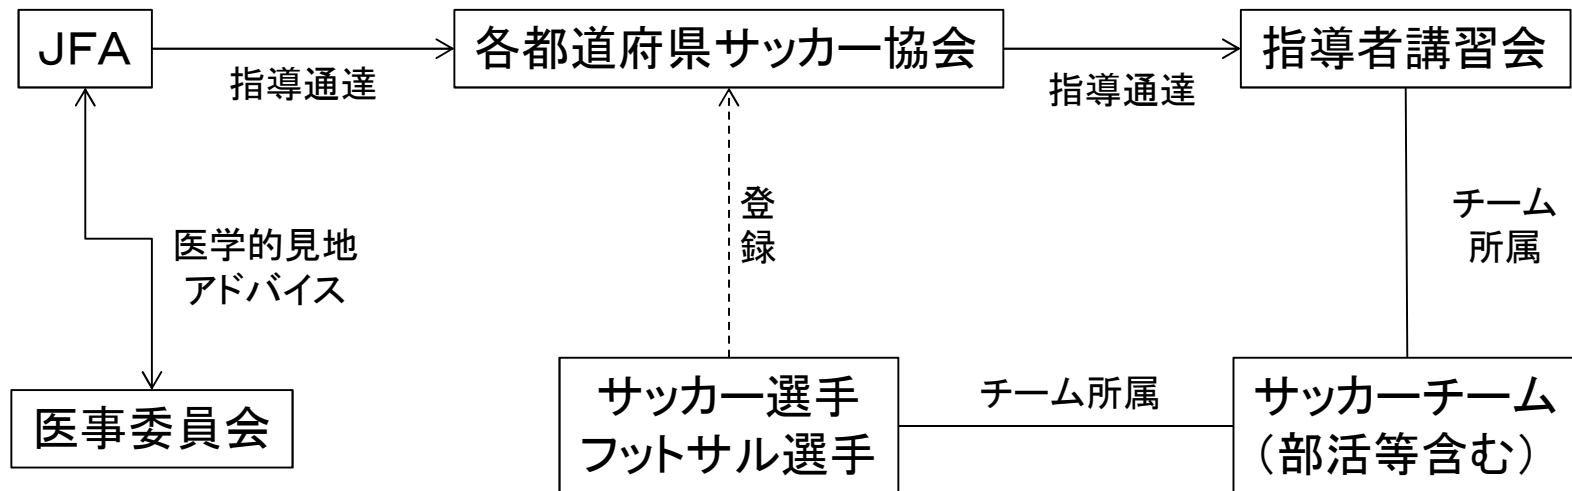 JFA
各都道府県サッカー協会
指導者講習会
指導通達
指導通達
登
録
チーム
所属
医学的見地
アドバイス
サッカー選手
フットサル選手
チーム所属
サッカーチーム
（部活等含む）
医事委員会